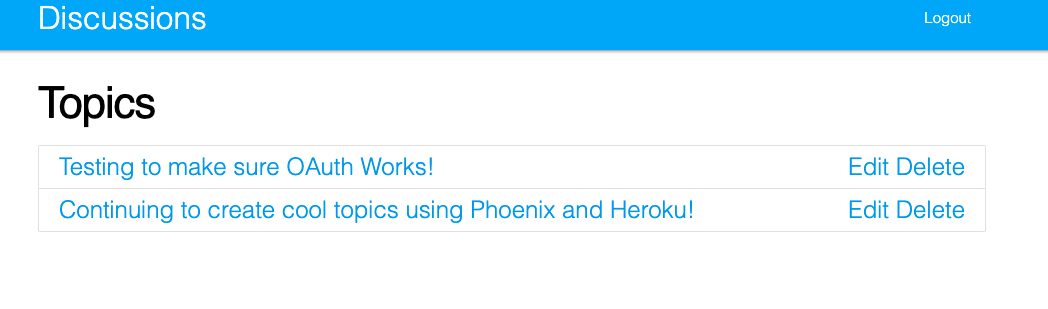 Discussions Logout
Topics
Testing to make sure OAuth Works! Edit Delete
Continuing to create cool topics using Phoenix and Heroku! Edit Delete